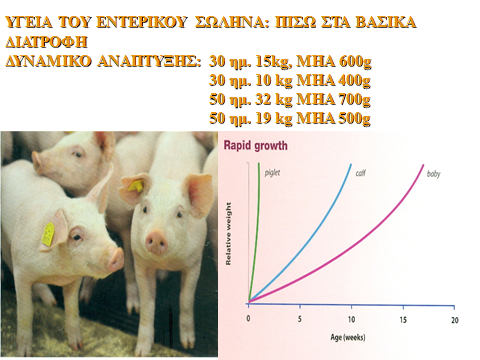 ΥΓΕΙΑ ΤΟΥ ΕΝΤΕΡΙΚΟΥ ΣΩΛΗΝΑ: ΠΙΣΩ ΣΤΑ ΒΑΣΙΚΑ
ΔΙΑΤΡΟΦΗ
ΔΥΝΑΜΙΚΟ ΑΝΑΠΤΥΞΗΣ: 30 ημ. 15kg, ΜΗΑ 600g
30 ημ. 10 kg ΜΗΑ 400g
50 ημ. 32 kg ΜΗΑ 700g
50 ημ. 19 kg ΜΗΑ 500g
Rapid growth
piglet calf baby
Relative weight
0 5 10 15 20
Age (weeks)